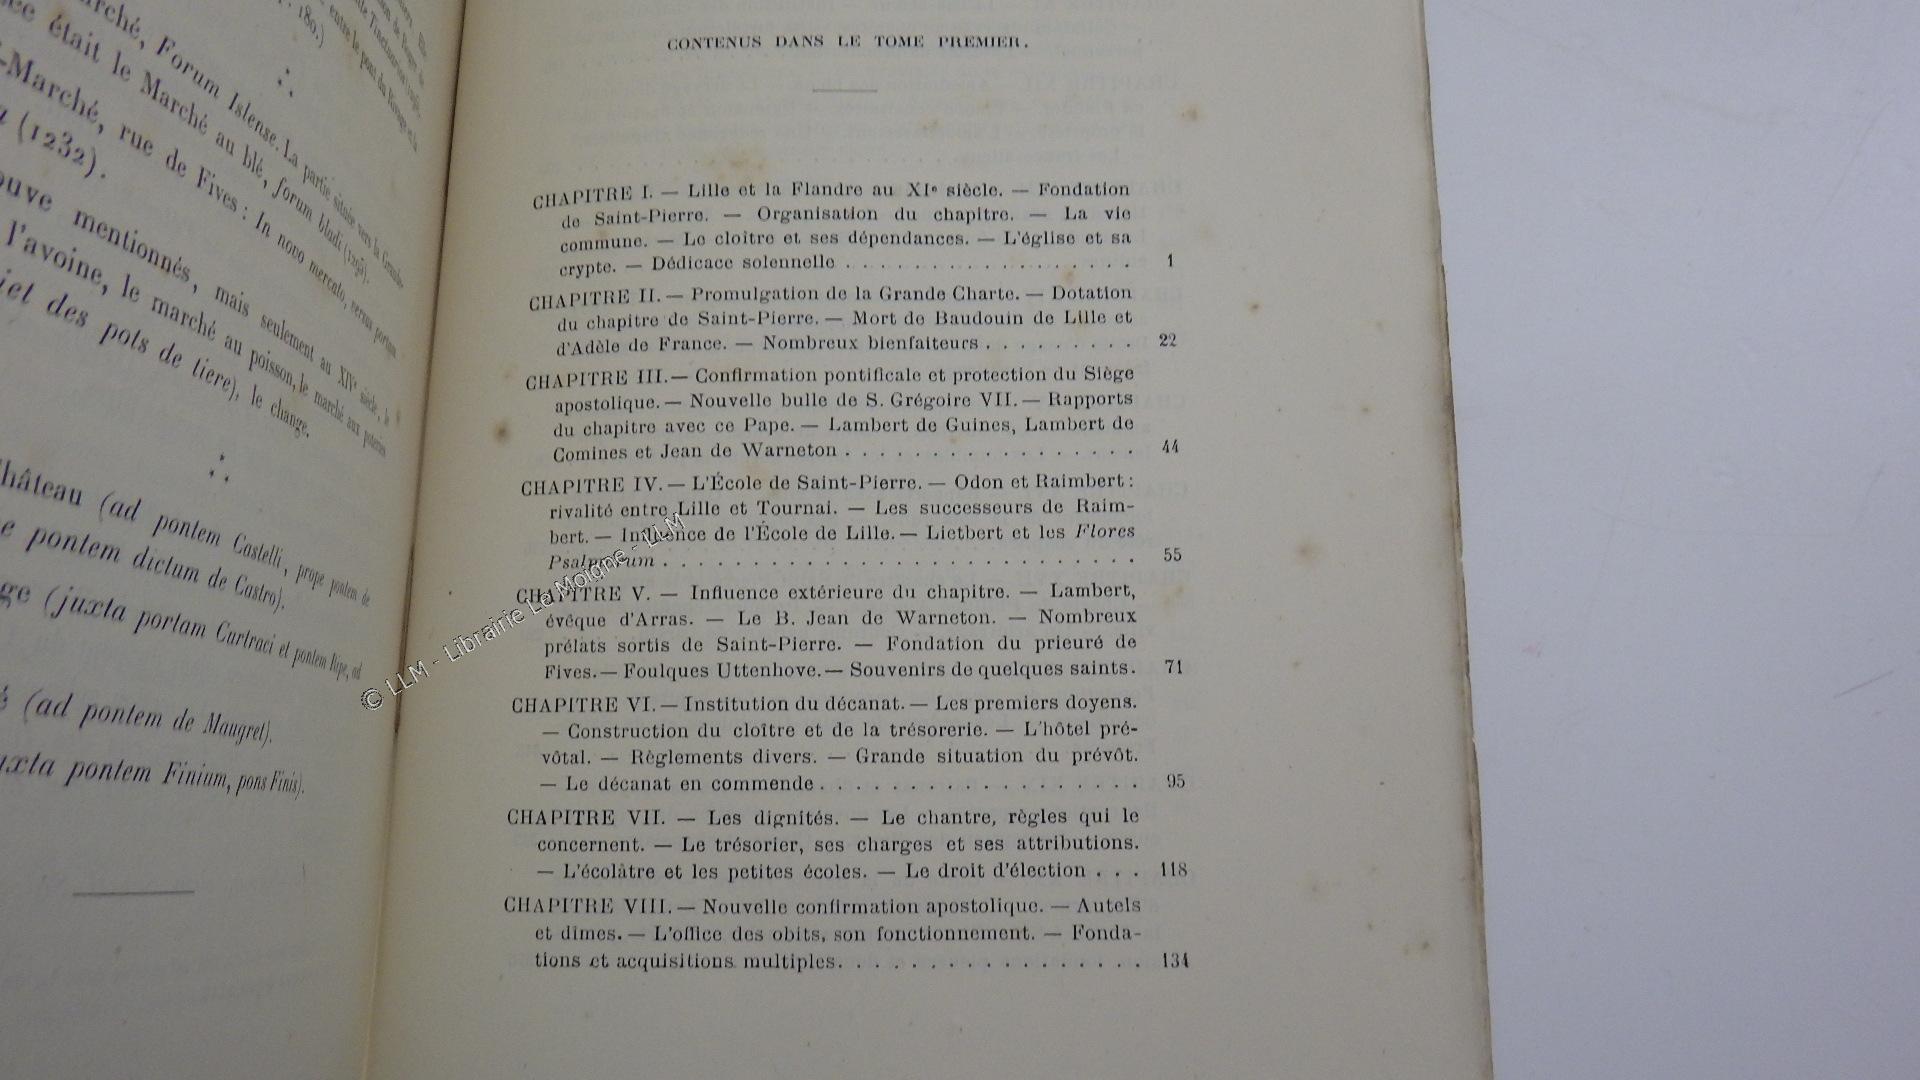 arché, Forum Islense. La partie située vers la Grande-
ée était le Marché au blé, forum bladi (1295).
-Marché, rue de Fives : In novo mercato, versus portam
(1232).
ouve mentionnés, mais seulement au XIVe siècle, le
l'avoine, le marché au poisson, le marché aux poteries
iet des pots de tiere), le change.
Château (ad pontem Castelli, prope pontem de
e pontem dictum de Castro).
ge (juxta portam Curtraci et pontem Ripe, ad
é (ad pontem de Maugret).
uxta pontem Finium, pons Finis).
CONTENUS DANS LE TOME PREMIER.
CHAPITRE I. — Lille et la Flandre au XIe siècle. — Fondation
de Saint-Pierre. — Organisation du chapitre. — La vie
commune. — Le cloître et ses dépendances. — L'église et sa
crypte. — Dédicace solennelle . . . . . . . . . . . . . . . . . 1
CHAPITRE II. — Promulgation de la Grande Charte. — Dotation
du chapitre de Saint-Pierre. — Mort de Baudouin de Lille et
d'Adèle de France. — Nombreux bienfaiteurs . . . . . . . . . 22
CHAPITRE III. — Confirmation pontificale et protection du Siège
apostolique. — Nouvelle bulle de S. Grégoire VII. — Rapports
du chapitre avec ce Pape. — Lambert de Guines, Lambert de
Comines et Jean de Warneton . . . . . . . . . . . . . . . . . 44
CHAPITRE IV. — L'École de Saint-Pierre. — Odon et Raimbert :
rivalité entre Lille et Tournai. — Les successeurs de Raim-
bert. — Influence de l'École de Lille. — Lietbert et les Flores
Psalmorum . . . . . . . . . . . . . . . . . . . . . . . . . . . 55
CHAPITRE V. — Influence extérieure du chapitre. — Lambert,
évêque d'Arras. — Le B. Jean de Warneton. — Nombreux
prélats sortis de Saint-Pierre. — Fondation du prieuré de
Fives. — Foulques Uttenhove. — Souvenirs de quelques saints. 71
CHAPITRE VI. — Institution du décanat. — Les premiers doyens.
— Construction du cloître et de la trésorerie. — L'hôtel pré-
vôtal. — Règlements divers. — Grande situation du prévôt.
— Le décanat en commende . . . . . . . . . . . . . . . . . . 95
CHAPITRE VII. — Les dignités. — Le chantre, règles qui le
concernent. — Le trésorier, ses charges et ses attributions.
— L'écolâtre et les petites écoles. — Le droit d'élection . . . 118
CHAPITRE VIII. — Nouvelle confirmation apostolique. — Autels
et dîmes. — L'office des obits, son fonctionnement. — Fonda-
tions et acquisitions multiples. . . . . . . . . . . . . . . . . . 134
© LLM - Librairie Le Moigne - LLM